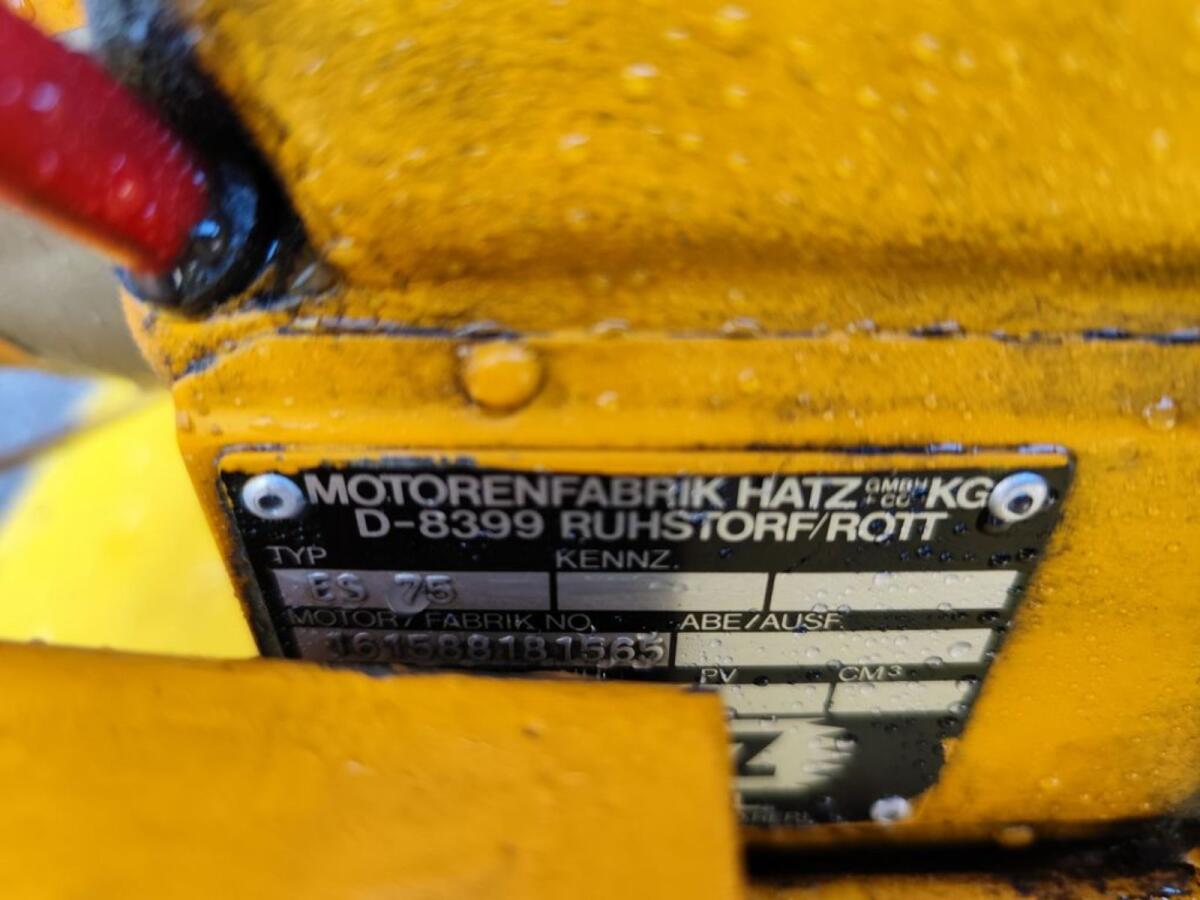 MOTORENFABRIK HATZ GMBH + CO KG
D-8399 RUHSTORF/ROTT
TYP KENNZ.
ES 75
MOTOR/FABRIK NO. ABE/AUSF.
161588181565
PV CM³
Z